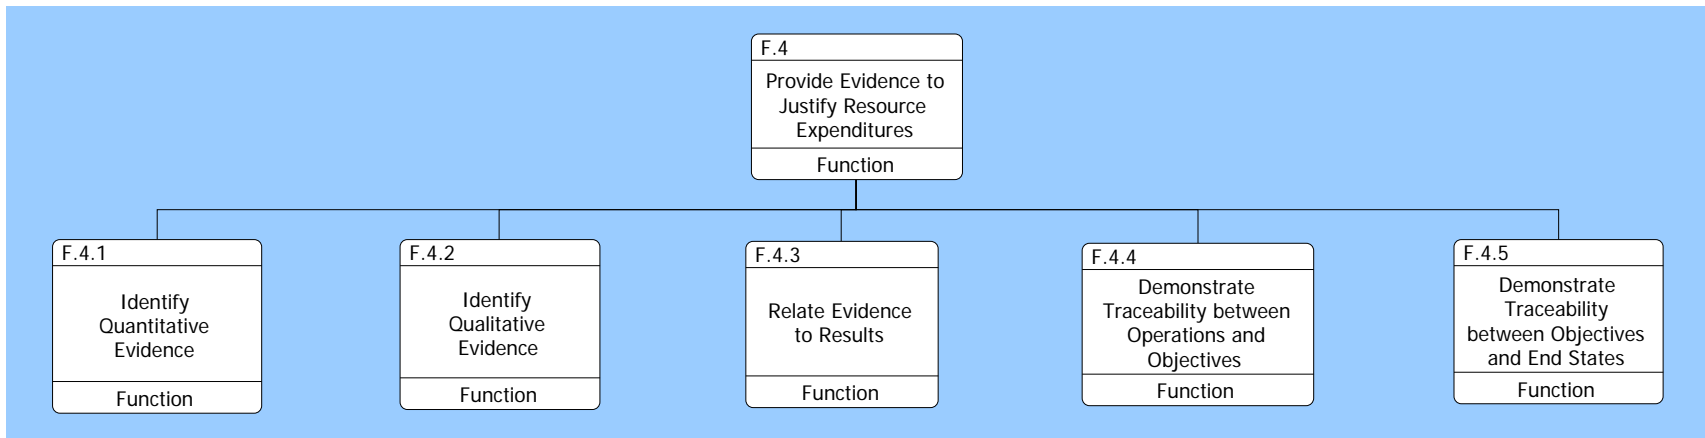 F.4
Provide Evidence to
Justify Resource
Expenditures
Function
F.4.1
Identify
Quantitative
Evidence
Function
F.4.2
Identify
Qualitative
Evidence
Function
F.4.3
Relate Evidence
to Results
Function
F.4.4
Demonstrate
Traceability between
Operations and
Objectives
Function
F.4.5
Demonstrate
Traceability
between Objectives
and End States
Function